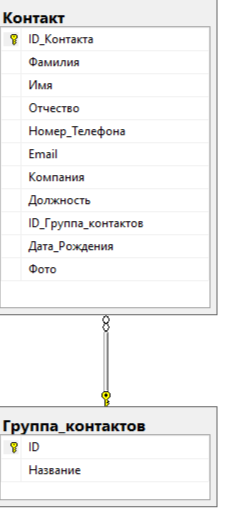 Контакт
ID_Контакта
Фамилия
Имя
Отчество
Номер_Телефона
Email
Компания
Должность
ID_Группа_контактов
Дата_Рождения
Фото
Группа_контактов
ID
Название